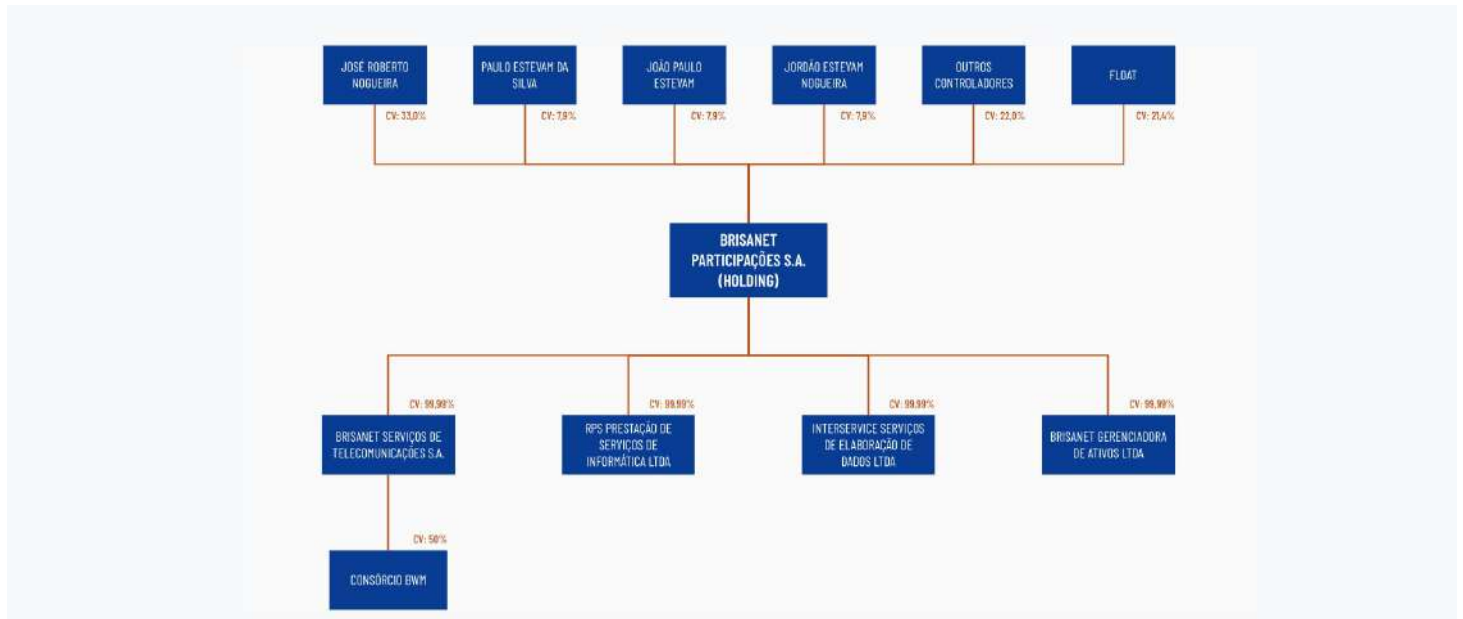 JOSÉ ROBERTO
NOGUEIRA
PAULO ESTEVAM DA
SILVA
JOÃO PAULO
ESTEVAM
JORDÃO ESTEVAM
NOGUEIRA
OUTROS
CONTROLADORES
FLOAT
CV: 33,0%
CV: 7,9%
CV: 7,9%
CV: 7,9%
CV: 22,0%
CV: 21,4%
BRISANET
PARTICIPAÇÕES S.A.
(HOLDING)
CV: 99,99%
CV: 99,99%
CV: 99,99%
CV: 99,99%
BRISANET SERVIÇOS DE
TELECOMUNICAÇÕES S.A.
RPS PRESTAÇÃO DE
SERVIÇOS DE
INFORMÁTICA LTDA
INTERSERVICE SERVIÇOS
DE ELABORAÇÃO DE
DADOS LTDA
BRISANET GERENCIADORA
DE ATIVOS LTDA
CV: 50%
CONSÓRCIO BWM